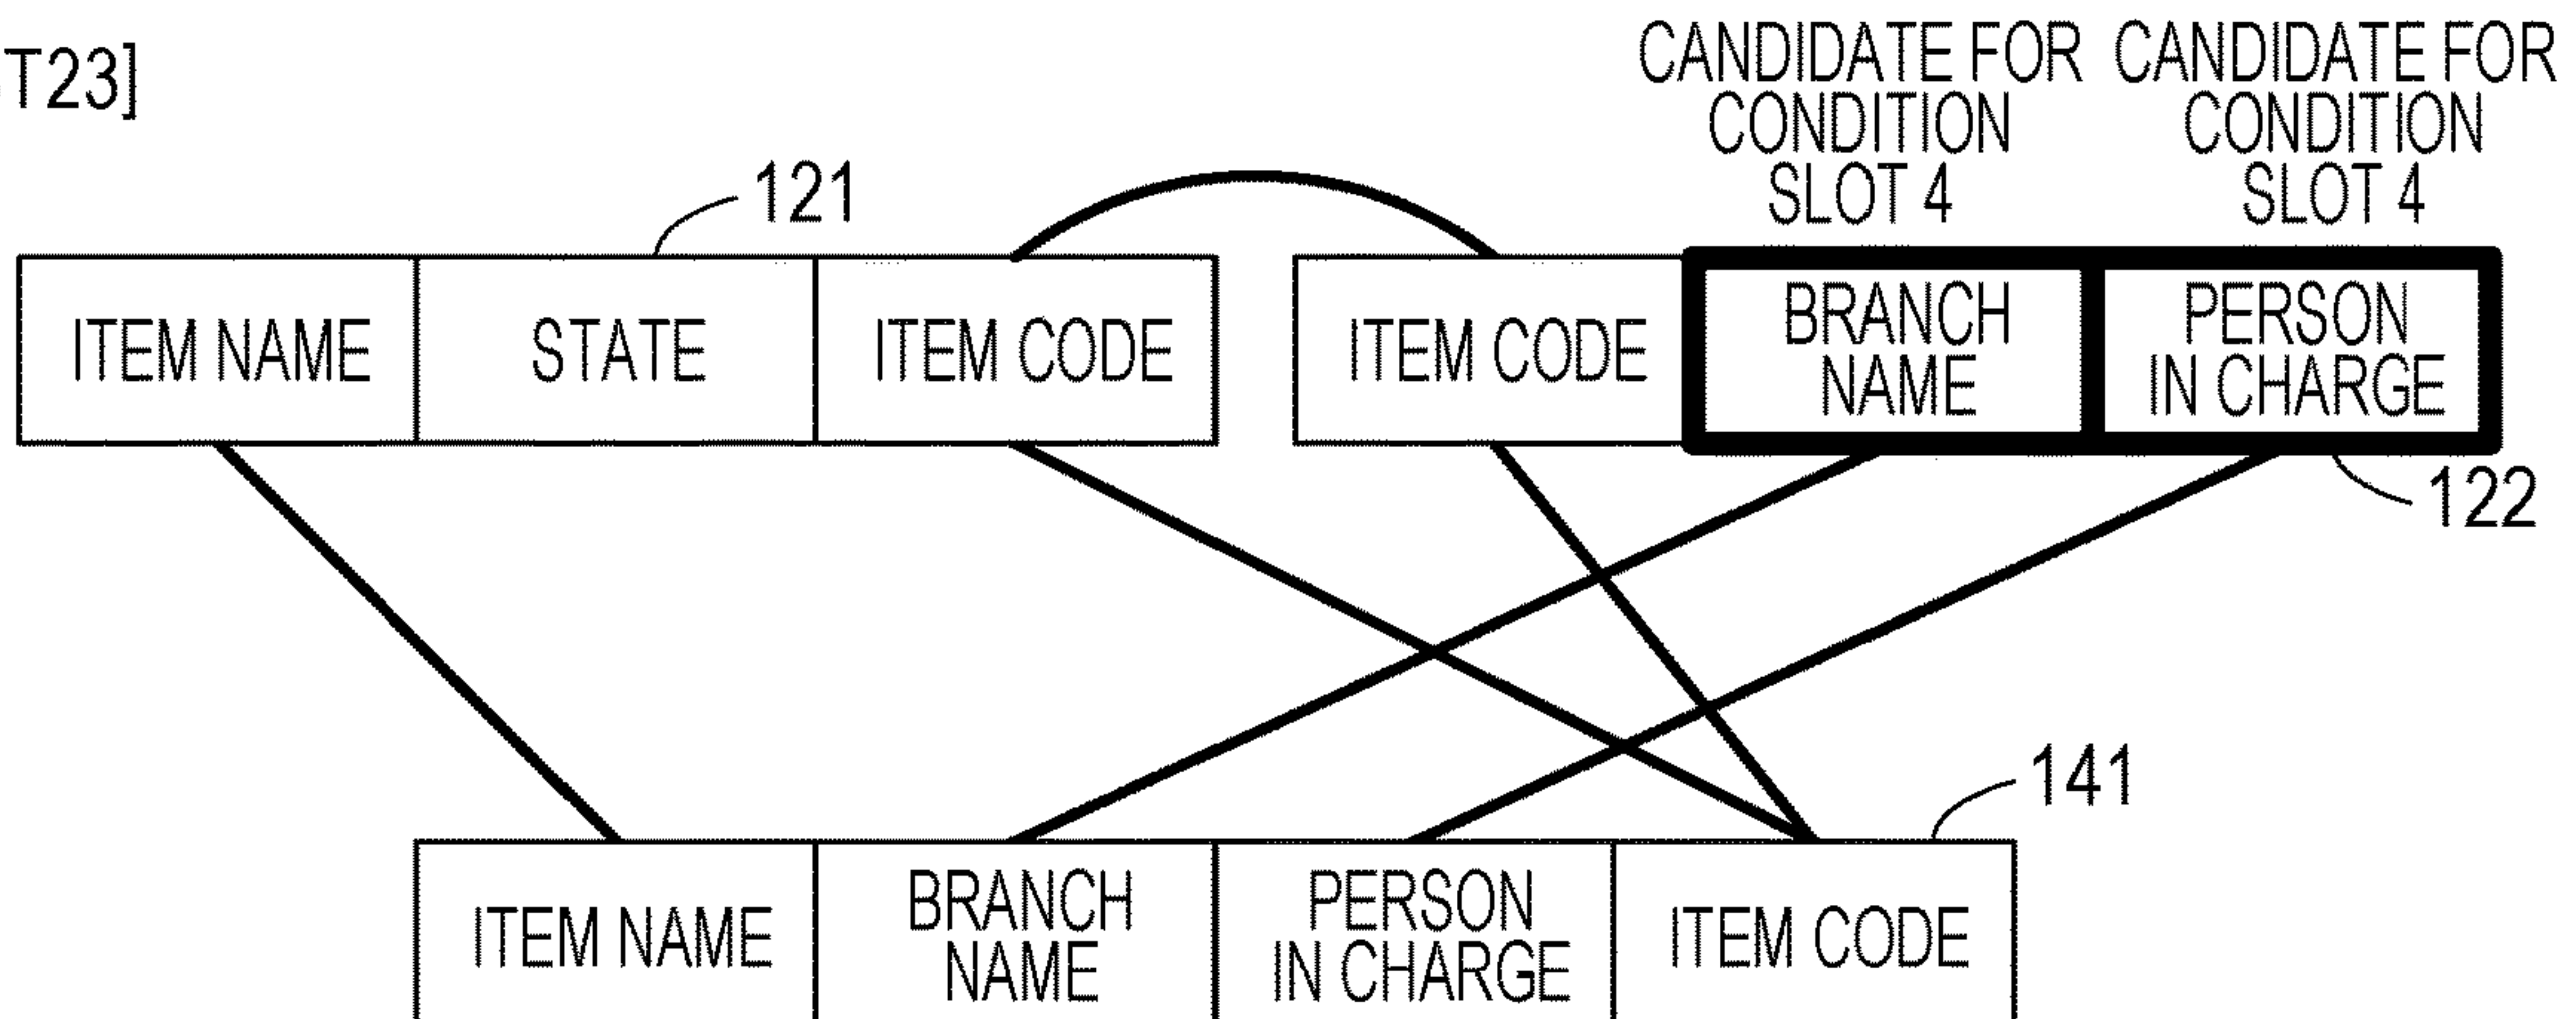 T23]
CANDIDATE FOR
CONDITION
SLOT 4
CANDIDATE FOR
CONDITION
SLOT 4
121
ITEM NAME
STATE
ITEM CODE
ITEM CODE
BRANCH
NAME
PERSON
IN CHARGE
122
141
ITEM NAME
BRANCH
NAME
PERSON
IN CHARGE
ITEM CODE